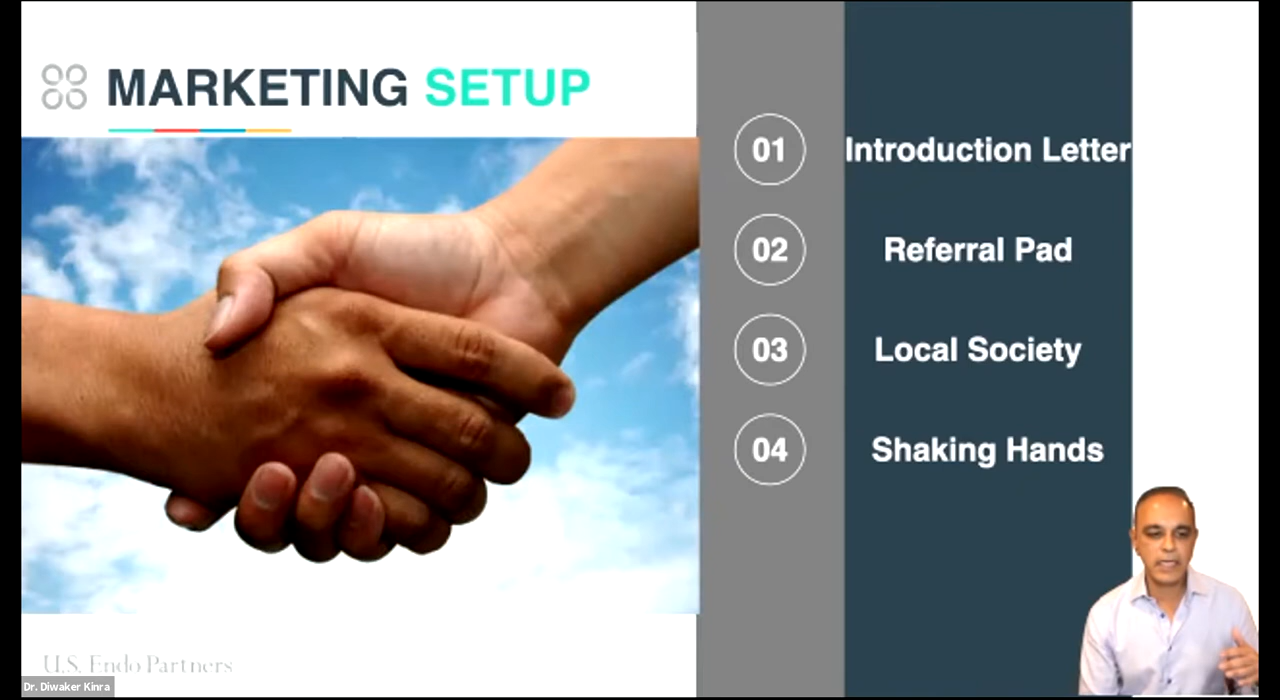 MARKETING SETUP
01 Introduction Letter
02 Referral Pad
03 Local Society
04 Shaking Hands
U.S. Endo Partners
Dr. Diwaker Kinra